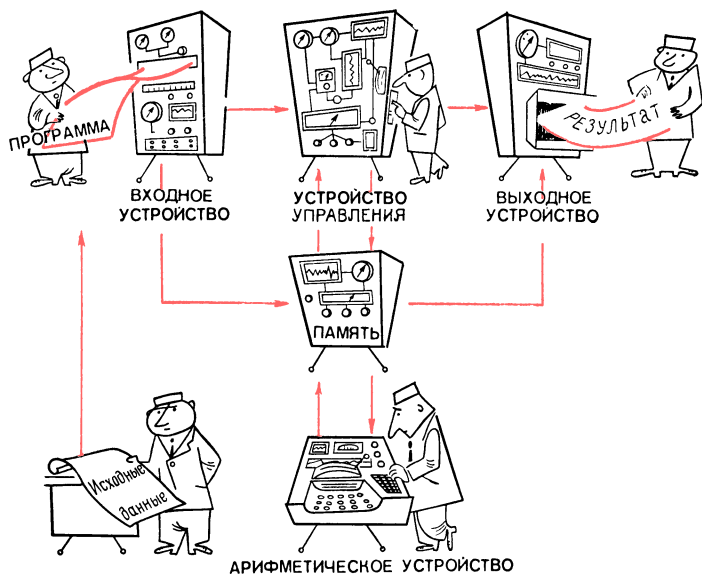 ПРОГРАММА
РЕЗУЛЬТАТ
ВХОДНОЕ
УСТРОЙСТВО
УСТРОЙСТВО
УПРАВЛЕНИЯ
ВЫХОДНОЕ
УСТРОЙСТВО
ПАМЯТЬ
Исходные
данные
АРИФМЕТИЧЕСКОЕ УСТРОЙСТВО